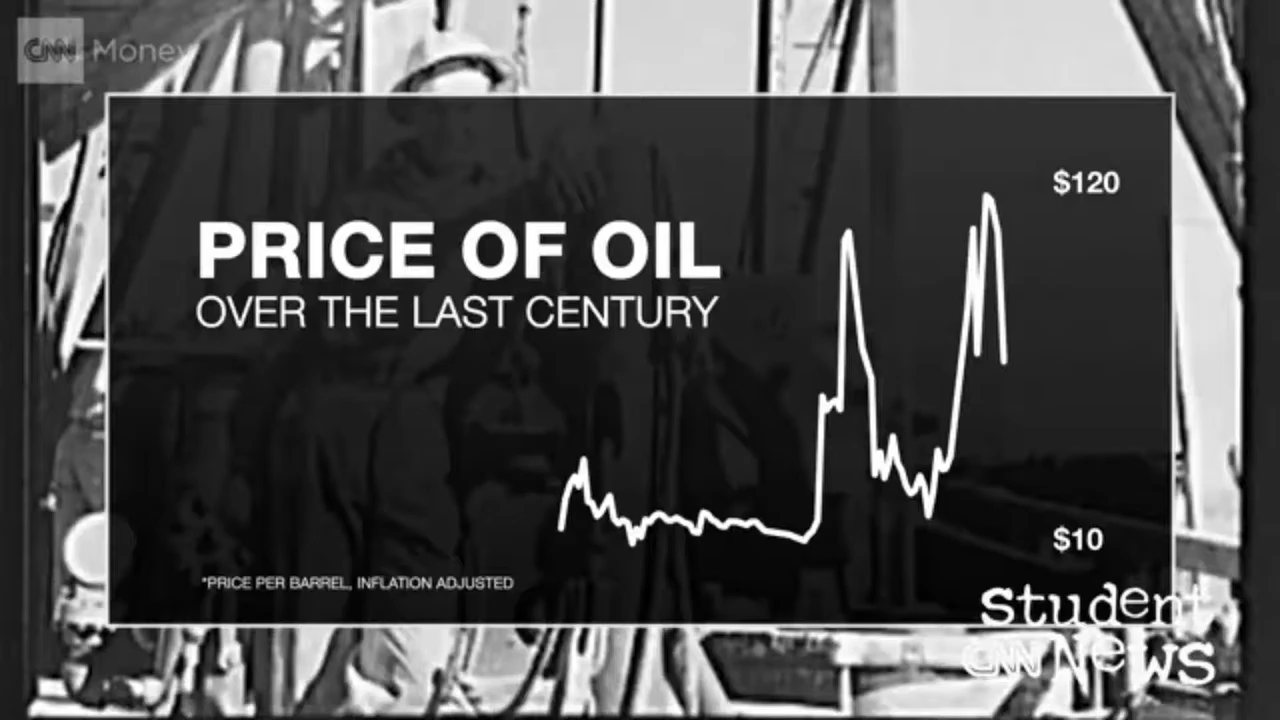 CNN Money
$120
PRICE OF OIL
OVER THE LAST CENTURY
$10
*PRICE PER BARREL, INFLATION ADJUSTED
Student
CNN News